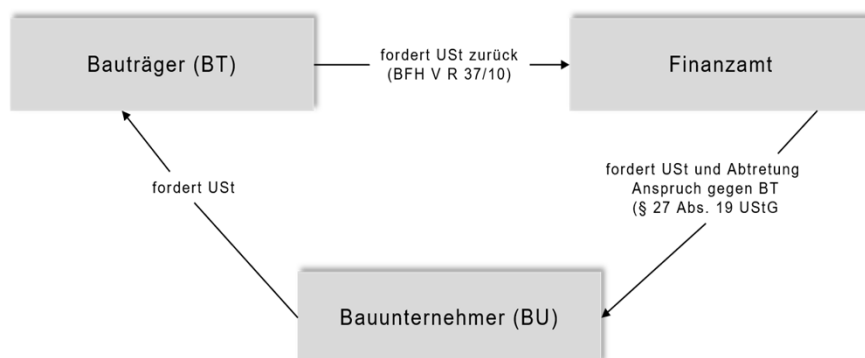 Bauträger (BT)
fordert USt zurück
(BFH V R 37/10)
Finanzamt
fordert USt
fordert USt und Abtretung
Anspruch gegen BT
(§ 27 Abs. 19 UStG
Bauunternehmer (BU)